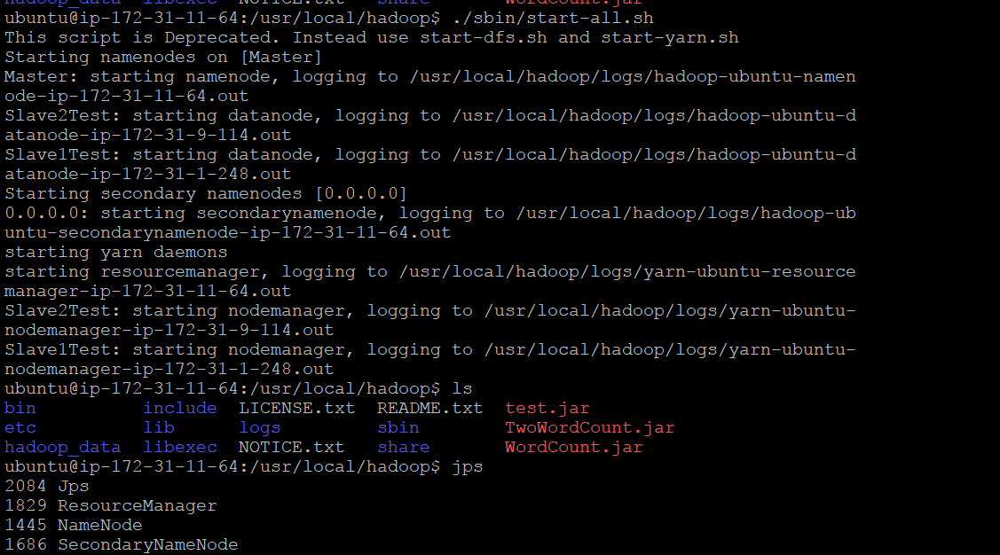 hadoop_data  libexec  NOTICE.txt   share       WordCount.jar
ubuntu@ip-172-31-11-64:/usr/local/hadoop$ ./sbin/start-all.sh
This script is Deprecated. Instead use start-dfs.sh and start-yarn.sh
Starting namenodes on [Master]
Master: starting namenode, logging to /usr/local/hadoop/logs/hadoop-ubuntu-namen
ode-ip-172-31-11-64.out
Slave2Test: starting datanode, logging to /usr/local/hadoop/logs/hadoop-ubuntu-d
atanode-ip-172-31-9-114.out
Slave1Test: starting datanode, logging to /usr/local/hadoop/logs/hadoop-ubuntu-d
atanode-ip-172-31-1-248.out
Starting secondary namenodes [0.0.0.0]
0.0.0.0: starting secondarynamenode, logging to /usr/local/hadoop/logs/hadoop-ub
untu-secondarynamenode-ip-172-31-11-64.out
starting yarn daemons
starting resourcemanager, logging to /usr/local/hadoop/logs/yarn-ubuntu-resource
manager-ip-172-31-11-64.out
Slave2Test: starting nodemanager, logging to /usr/local/hadoop/logs/yarn-ubuntu-
nodemanager-ip-172-31-9-114.out
Slave1Test: starting nodemanager, logging to /usr/local/hadoop/logs/yarn-ubuntu-
nodemanager-ip-172-31-1-248.out
ubuntu@ip-172-31-11-64:/usr/local/hadoop$ ls
bin          include  LICENSE.txt  README.txt  test.jar
etc          lib      logs         sbin        TwoWordCount.jar
hadoop_data  libexec  NOTICE.txt   share       WordCount.jar
ubuntu@ip-172-31-11-64:/usr/local/hadoop$ jps
2084 Jps
1829 ResourceManager
1445 NameNode
1686 SecondaryNameNode